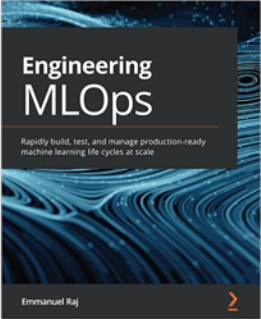 Engineering
MLOps
Rapidly build, test, and manage production-ready
machine learning life cycles at scale
Emmanuel Raj